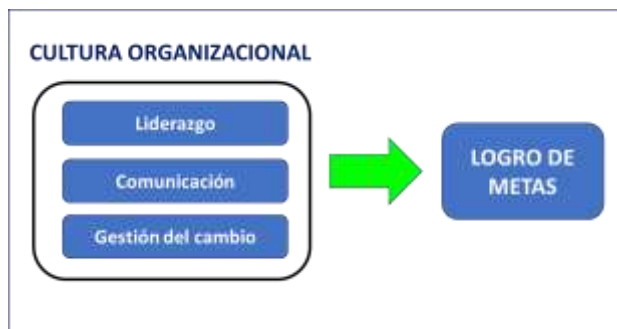 CULTURA ORGANIZACIONAL
Liderazgo
Comunicación
Gestión del cambio
LOGRO DE
METAS